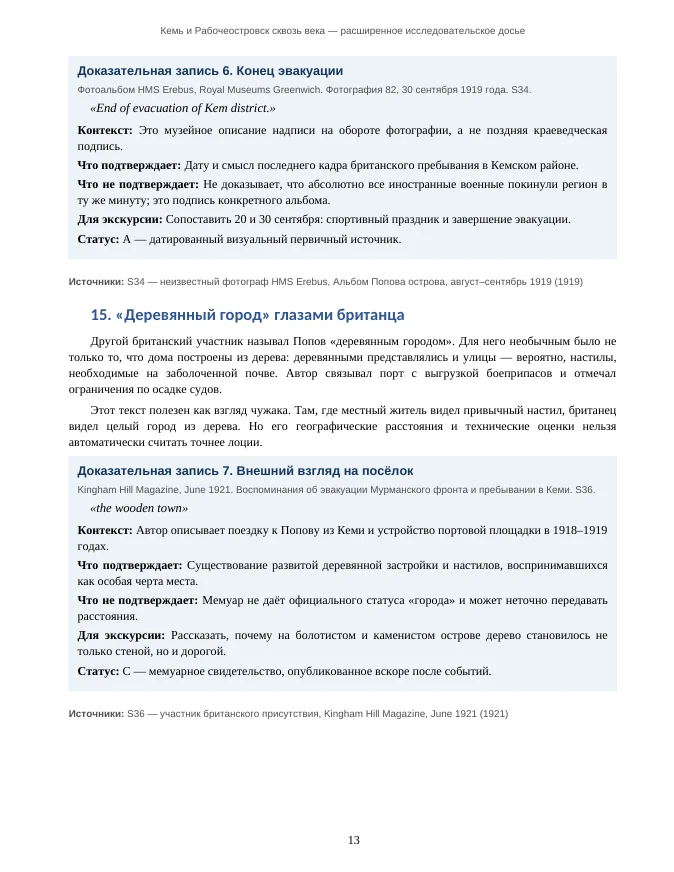 Кемь и Рабочеостровск сквозь века — расширенное исследовательское досье
Доказательная запись 6. Конец эвакуации
Фотоальбом HMS Erebus, Royal Museums Greenwich. Фотография 82, 30 сентября 1919 года. S34.
«End of evacuation of Kem district.»
Контекст: Это музейное описание надписи на обороте фотографии, а не поздняя краеведческая
подпись.
Что подтверждает: Дату и смысл последнего кадра британского пребывания в Кемском районе.
Что не подтверждает: Не доказывает, что абсолютно все иностранные военные покинули регион в
ту же минуту; это подпись конкретного альбома.
Для экскурсии: Сопоставить 20 и 30 сентября: спортивный праздник и завершение эвакуации.
Статус: А — датированный визуальный первичный источник.
Источники: S34 — неизвестный фотограф HMS Erebus, Альбом Попова острова, август–сентябрь 1919 (1919)
15. «Деревянный город» глазами британца
Другой британский участник называл Попов «деревянным городом». Для него необычным было не
только то, что дома построены из дерева: деревянными представлялись и улицы — вероятно, настилы,
необходимые на заболоченной почве. Автор связывал порт с выгрузкой боеприпасов и отмечал
ограничения по осадке судов.
Этот текст полезен как взгляд чужака. Там, где местный житель видел привычный настил, британец
видел целый город из дерева. Но его географические расстояния и технические оценки нельзя
автоматически считать точнее лоции.
Доказательная запись 7. Внешний взгляд на посёлок
Kingham Hill Magazine, June 1921. Воспоминания об эвакуации Мурманского фронта и пребывании в Кеми. S36.
«the wooden town»
Контекст: Автор описывает поездку к Попову из Кеми и устройство портовой площадки в 1918–1919
годах.
Что подтверждает: Существование развитой деревянной застройки и настилов, воспринимавшихся
как особая черта места.
Что не подтверждает: Мемуар не даёт официального статуса «города» и может неточно передавать
расстояния.
Для экскурсии: Рассказать, почему на болотистом и каменистом острове дерево становилось не
только стеной, но и дорогой.
Статус: С — мемуарное свидетельство, опубликованное вскоре после событий.
Источники: S36 — участник британского присутствия, Kingham Hill Magazine, June 1921 (1921)
13